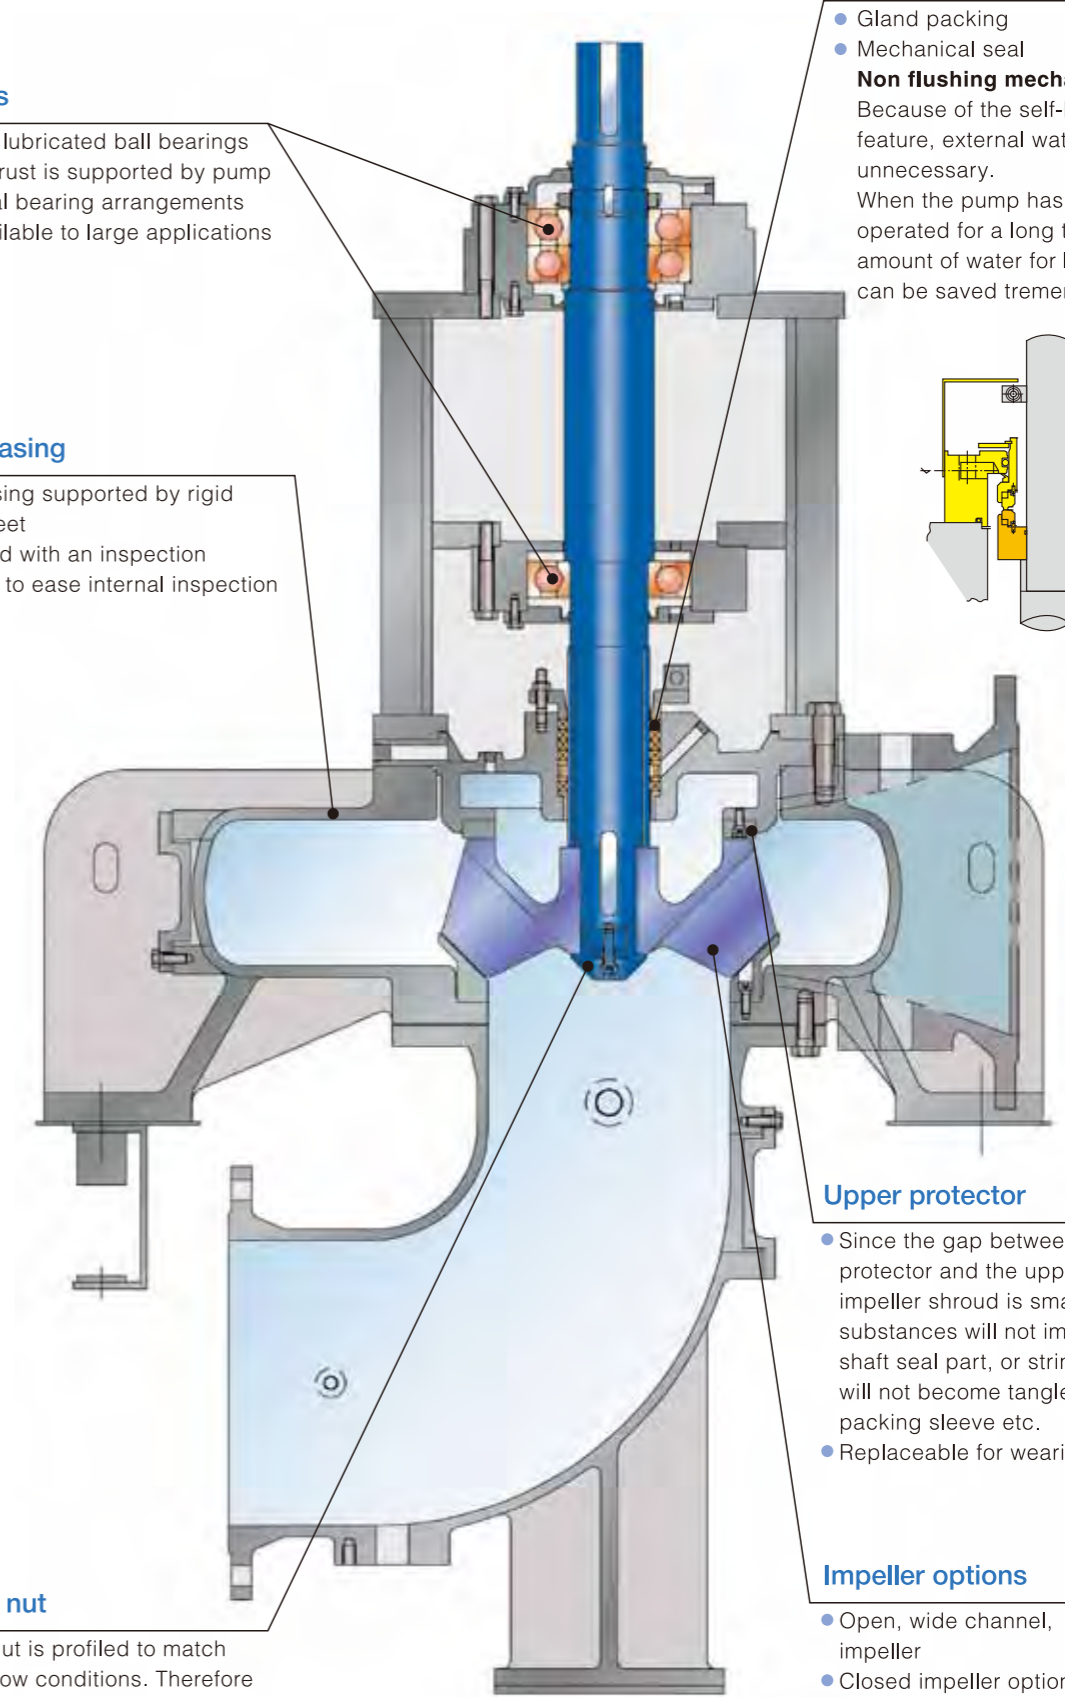 s
lubricated ball bearings
rust is supported by pump
al bearing arrangements
ilable to large applications
asing
sing supported by rigid
eet
d with an inspection
to ease internal inspection
nut
ut is profiled to match
ow conditions. Therefore
Gland packing
Mechanical seal
Non flushing mecha
Because of the self-
feature, external wat
unnecessary.
When the pump has
operated for a long t
amount of water for l
can be saved treme
Upper protector
Since the gap betwee
protector and the upp
impeller shroud is sma
substances will not im
shaft seal part, or strin
will not become tangle
packing sleeve etc.
Replaceable for weari
Impeller options
Open, wide channel,
impeller
Closed impeller option